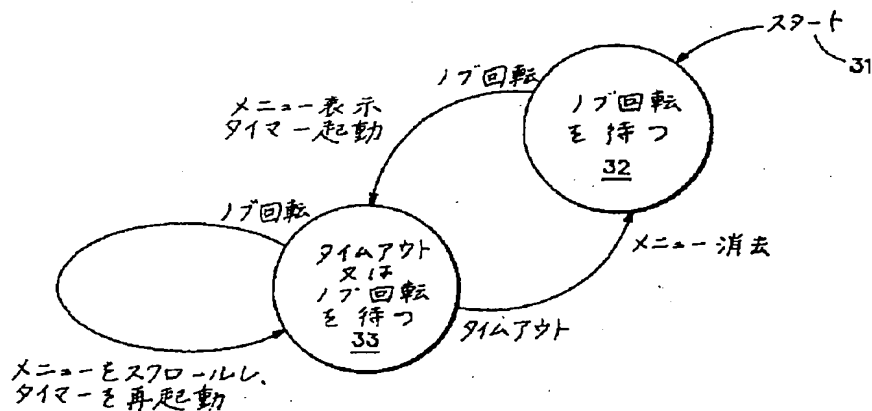 スタート
31
ノブ回転
ノブ回転
を待つ
32
メニュー表示
タイマー起動
ノブ回転
タイムアウト
又は
ノブ回転
を待つ
33
メニュー消去
タイムアウト
メニューをスクロールし、
タイマーを再起動